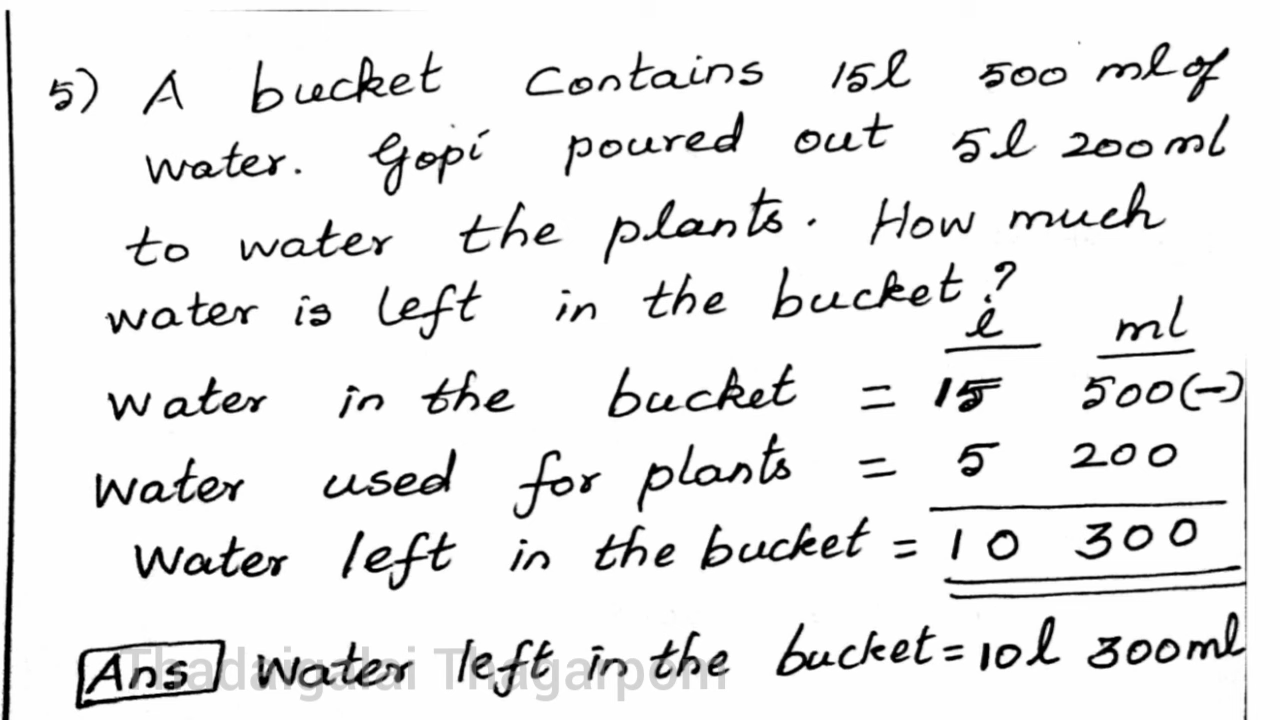 5) A bucket contains 15l 500 ml of
water. Gopi poured out 5l 200ml
to water the plants. How much
water is left in the bucket?
l ml
water in the bucket = 15 500(-)
water used for plants = 5 200
Water left in the bucket = 10 300
Ans water left in the bucket = 10l 300ml
Thadaigalai Thagarpom